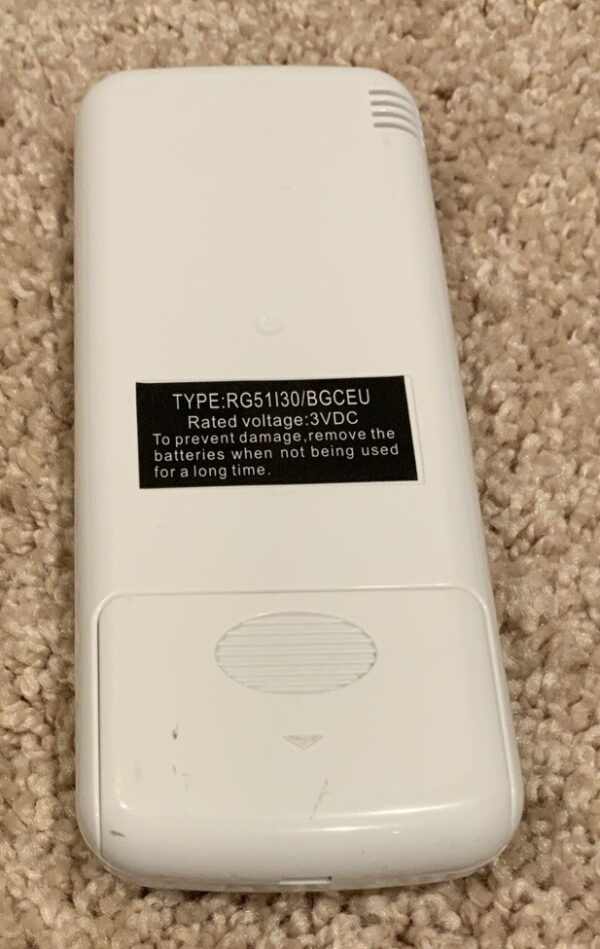 TYPE:RG51I30/BGCEU
Rated voltage:3VDC
To prevent damage,remove the
batteries when not being used
for a long time.